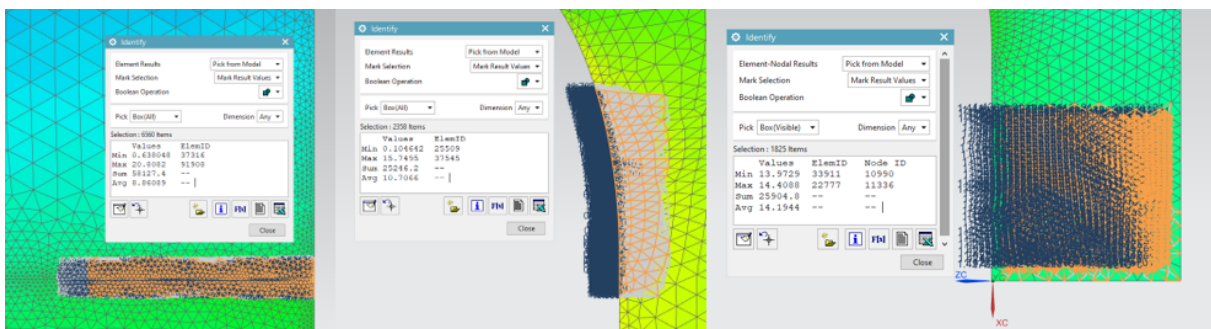 Identify
Element Results Pick from Model
Mark Selection Mark Result Values
Boolean Operation
Pick Box(All) Dimension Any
Selection : 6560 Items
Values ElemID
Min 0.638048 37316
Max 20.8082 91908
Sum 58127.4 --
Avg 8.86089 --
F(x)
Close
Identify
Element Results Pick from Model
Mark Selection Mark Result Values
Boolean Operation
Pick Box(All) Dimension Any
Selection : 2358 Items
Values ElemID
Min 0.104642 25509
Max 15.7455 37545
Sum 25246.2 --
Avg 10.7066 --
F(x)
Close
Identify
Element-Nodal Results Pick from Model
Mark Selection Mark Result Values
Boolean Operation
Pick Box(Visible) Dimension Any
Selection : 1825 Items
Values ElemID Node ID
Min 13.9729 33911 10990
Max 14.4088 22777 11336
Sum 25904.8 -- --
Avg 14.1944 -- --
F(x)
Close
ZC
XC